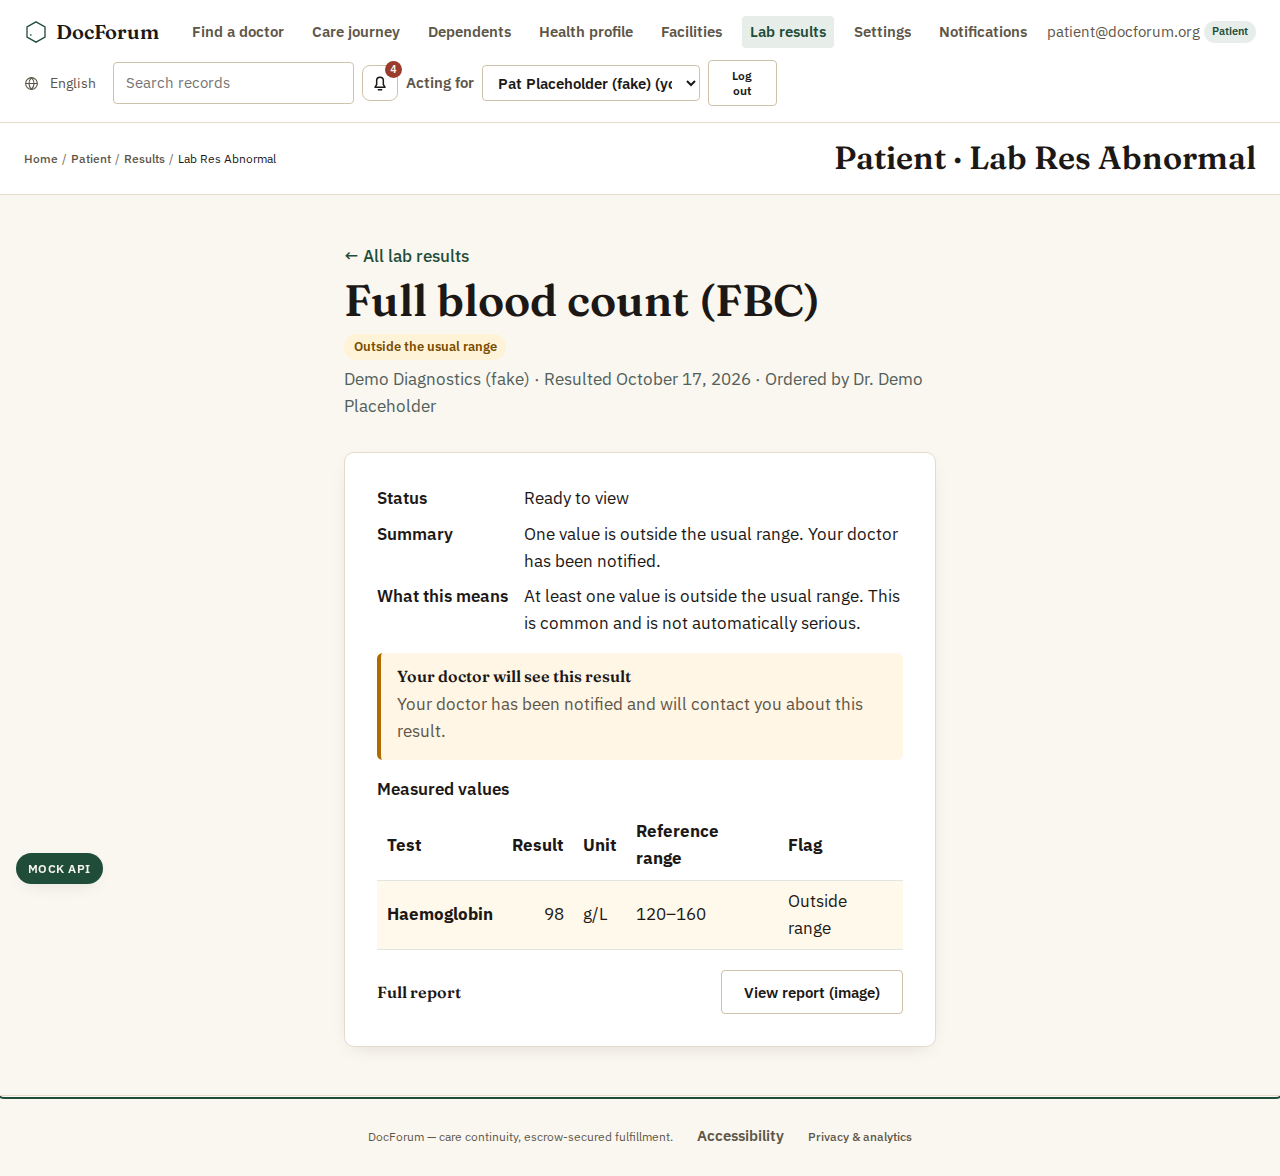 DocForum
Find a doctor
Care journey
Dependents
Health profile
Facilities
Lab results
Settings
Notifications
patient@docforum.org
Patient
English
Search records
4
Acting for
Pat Placeholder (fake) (yo
Log
out
Home / Patient / Results / Lab Res Abnormal
Patient · Lab Res Abnormal
← All lab results
Full blood count (FBC)
Outside the usual range
Demo Diagnostics (fake) · Resulted October 17, 2026 · Ordered by Dr. Demo
Placeholder
Status Ready to view
Summary One value is outside the usual range. Your doctor
has been notified.
What this means At least one value is outside the usual range. This
is common and is not automatically serious.
Your doctor will see this result
Your doctor has been notified and will contact you about this
result.
Measured values
Test Result Unit Reference range Flag
Haemoglobin 98 g/L 120–160 Outside range
Full report
View report (image)
MOCK API
DocForum — care continuity, escrow-secured fulfillment.
Accessibility
Privacy & analytics